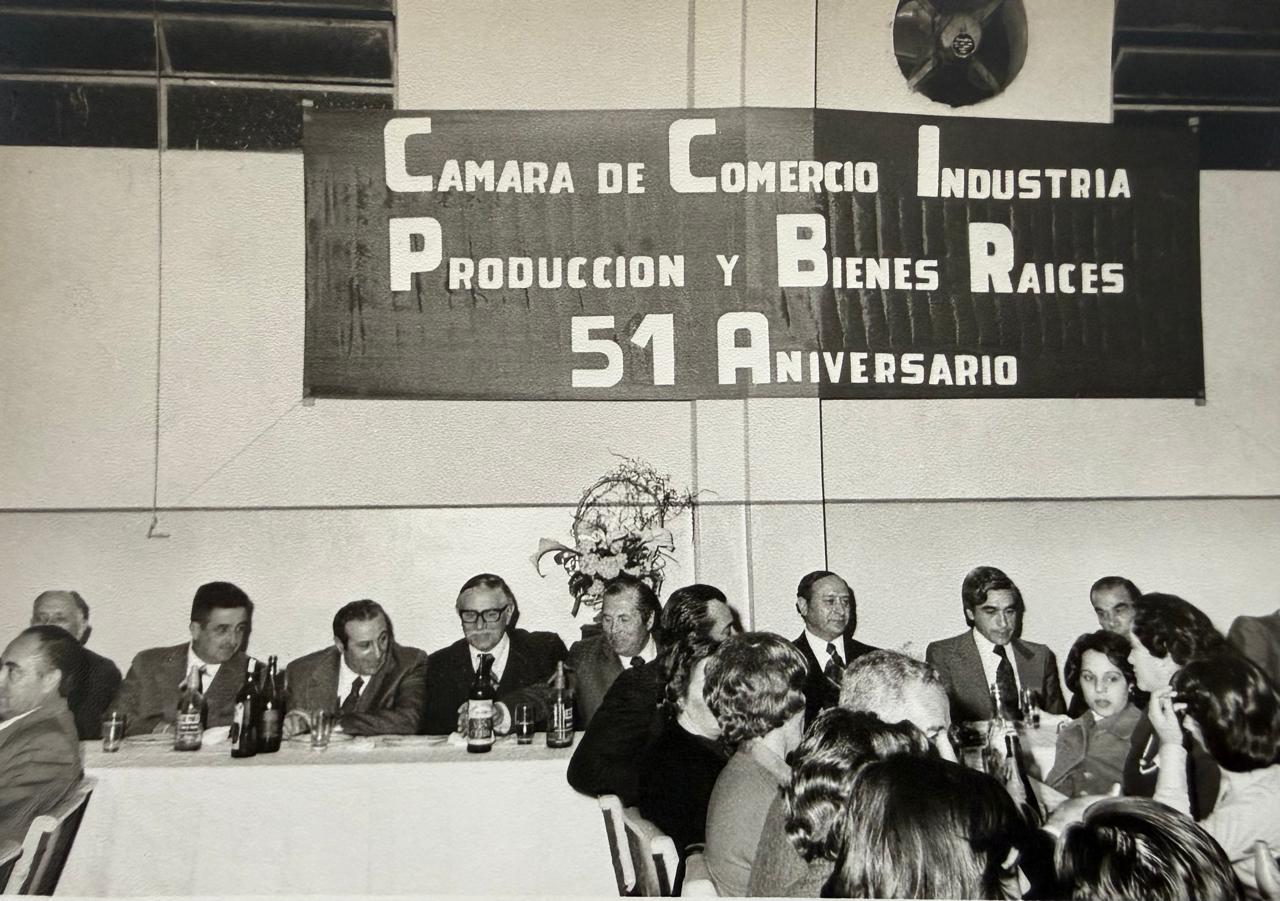 CAMARA DE COMERCIO INDUSTRIA
PRODUCCION Y BIENES RAICES
51 ANIVERSARIO